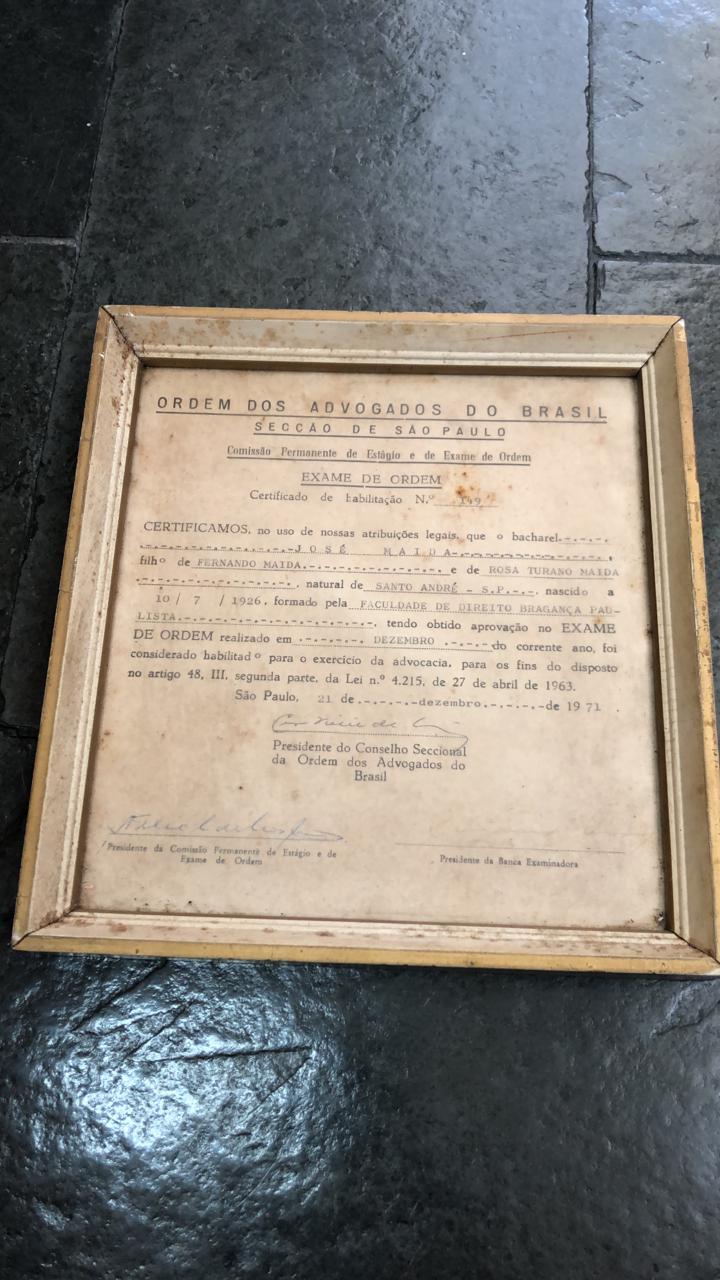 ORDEM DOS ADVOGADOS DO BRASIL
SECCÃO DE SÃO PAULO
Comissão Permanente de Estágio e de Exame de Ordem
EXAME DE ORDEM
Certificado de habilitação N.º 149
CERTIFICAMOS, no uso de nossas atribuições legais, que o bacharel.-.-.-.
JOSÉ MAIDA
filho de FERNANDO MAIDA.-.-.-.-.-.-.-.-.-.-. e de ROSA TURANO MAIDA
-.-.-.-.-.-.-.-.-.-.-., natural de SANTO ANDRÉ - S.P.-.-. nascido a
10 / 7 / 1926, formado pela FACULDADE DE DIREITO BRAGANÇA PAU-
LISTA.-.-.-.-.-.-.-.-.-.-.-.-.-., tendo obtido aprovação no EXAME
DE ORDEM realizado em -.-.-.-.-. DEZEMBRO .-.-.-.-do corrente ano, foi
considerado habilitado para o exercício da advocacia, para os fins do disposto
no artigo 48, III, segunda parte, da Lei n.º 4.215, de 27 de abril de 1963.
São Paulo, 21 de.-.-.-.-dezembro.-.-.-.-de 1971.
Presidente do Conselho Seccional
da Ordem dos Advogados do
Brasil
Presidente da Comissão Permanente de Estágio e de
Exame de Ordem
Presidente da Banca Examinadora